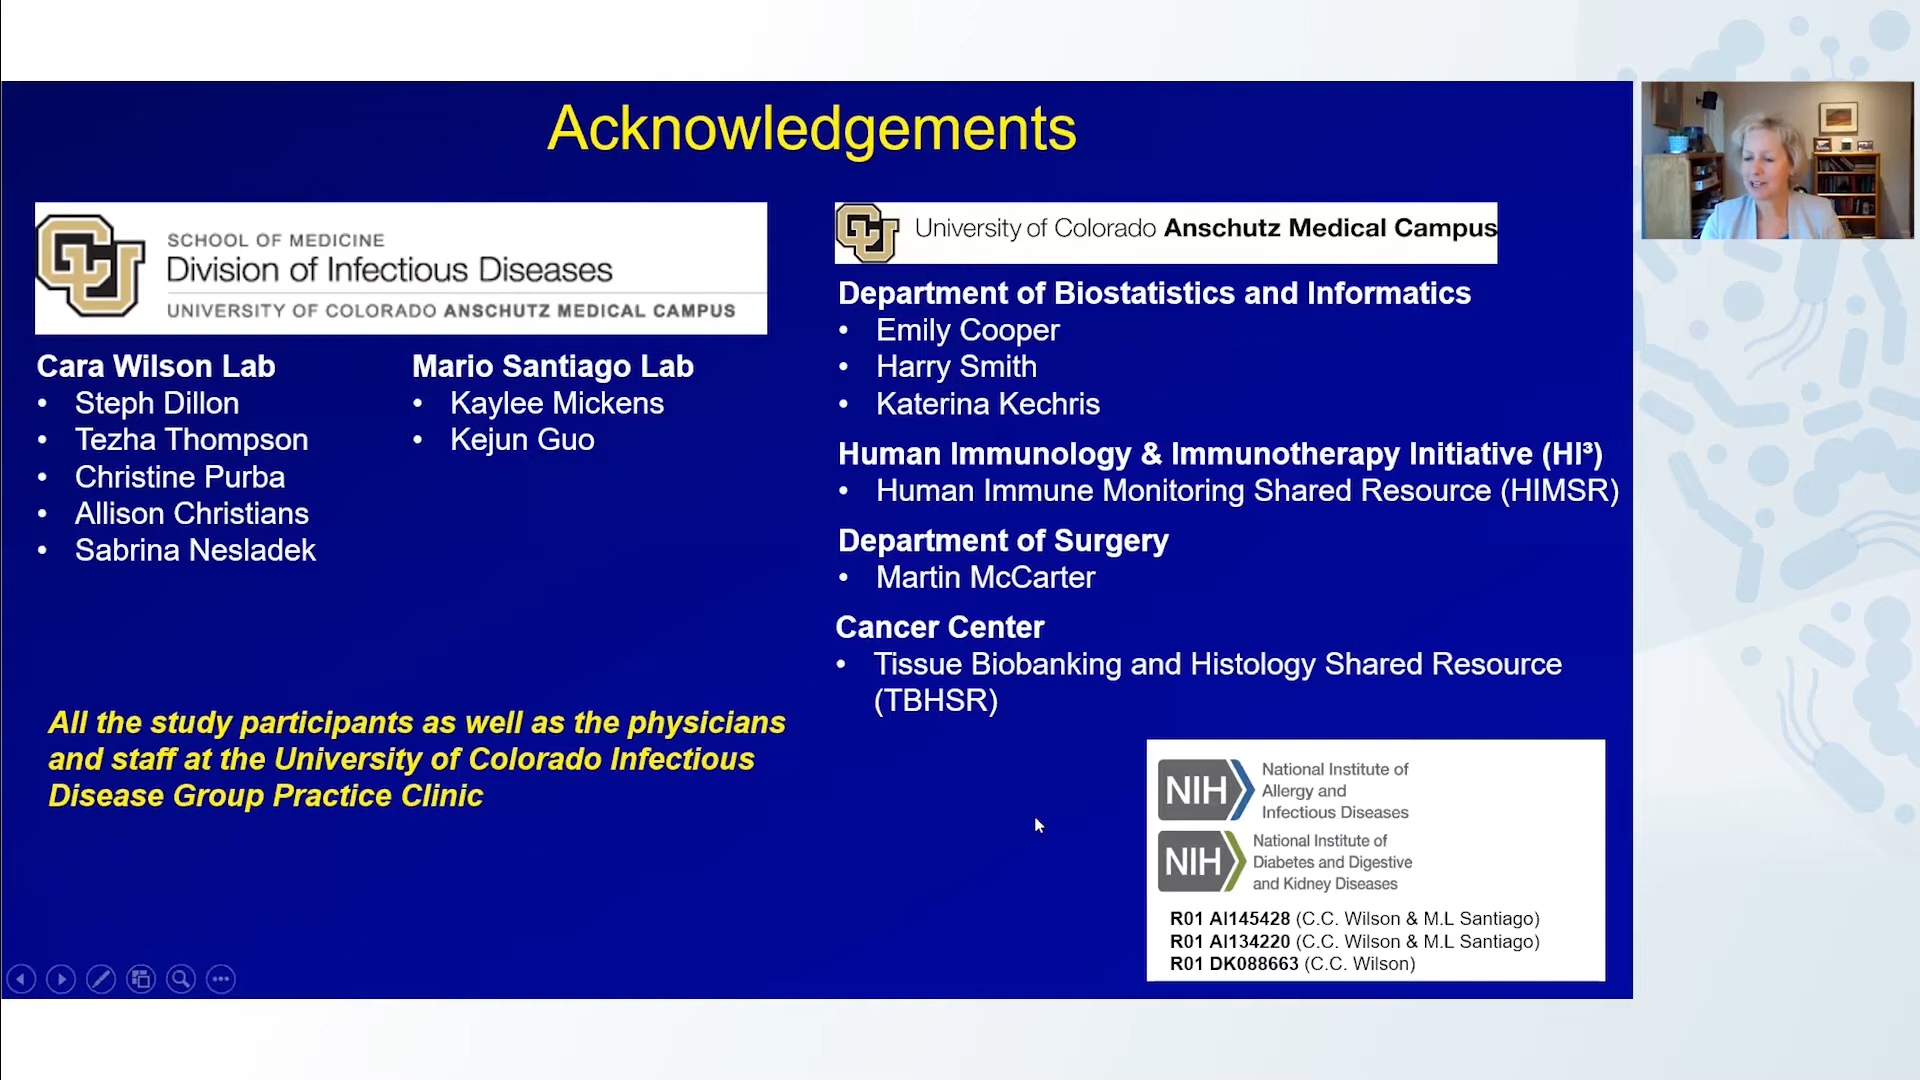 Acknowledgements
CU
SCHOOL OF MEDICINE
Division of Infectious Diseases
UNIVERSITY OF COLORADO ANSCHUTZ MEDICAL CAMPUS
Cara Wilson Lab
• Steph Dillon
• Tezha Thompson
• Christine Purba
• Allison Christians
• Sabrina Nesladek
Mario Santiago Lab
• Kaylee Mickens
• Kejun Guo
All the study participants as well as the physicians
and staff at the University of Colorado Infectious
Disease Group Practice Clinic
CU
University of Colorado Anschutz Medical Campus
Department of Biostatistics and Informatics
• Emily Cooper
• Harry Smith
• Katerina Kechris
Human Immunology & Immunotherapy Initiative (HI³)
• Human Immune Monitoring Shared Resource (HIMSR)
Department of Surgery
• Martin McCarter
Cancer Center
• Tissue Biobanking and Histology Shared Resource
(TBHSR)
NIH
National Institute of
Allergy and
Infectious Diseases
NIH
National Institute of
Diabetes and Digestive
and Kidney Diseases
R01 AI145428 (C.C. Wilson & M.L Santiago)
R01 AI134220 (C.C. Wilson & M.L Santiago)
R01 DK088663 (C.C. Wilson)